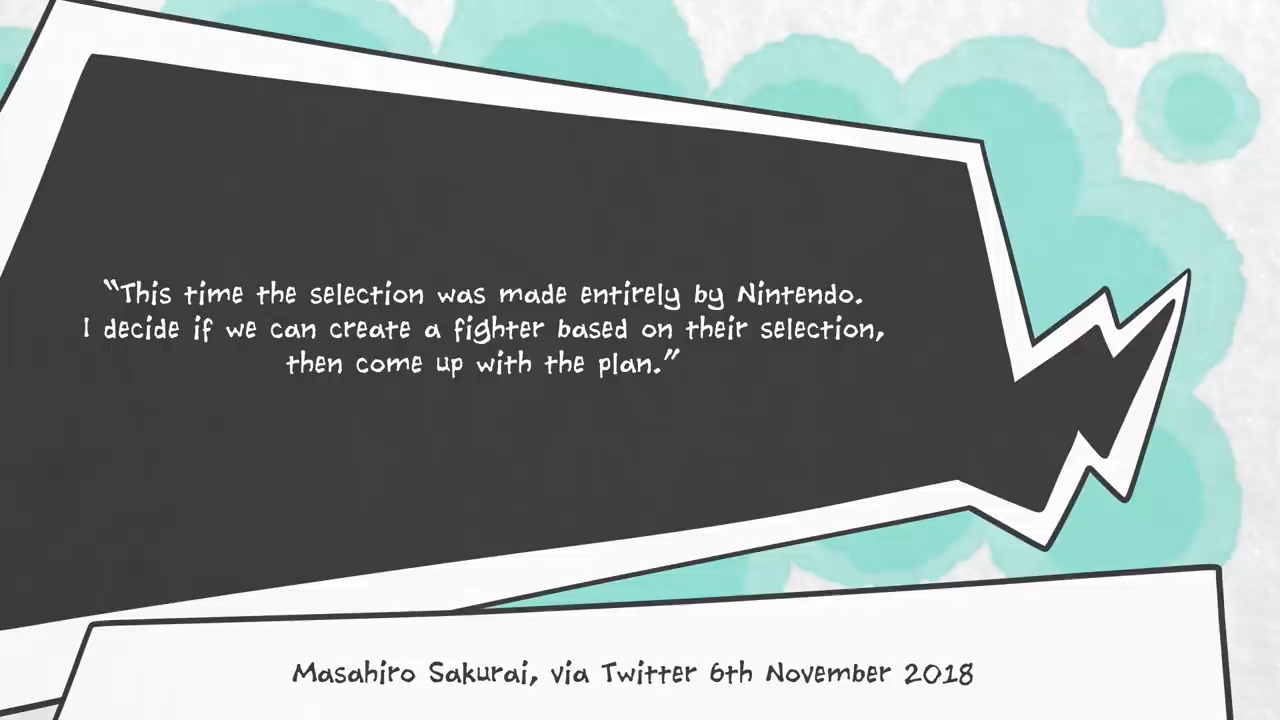 “This time the selection was made entirely by Nintendo.
I decide if we can create a fighter based on their selection,
then come up with the plan.”
Masahiro Sakurai, via Twitter 6th November 2018